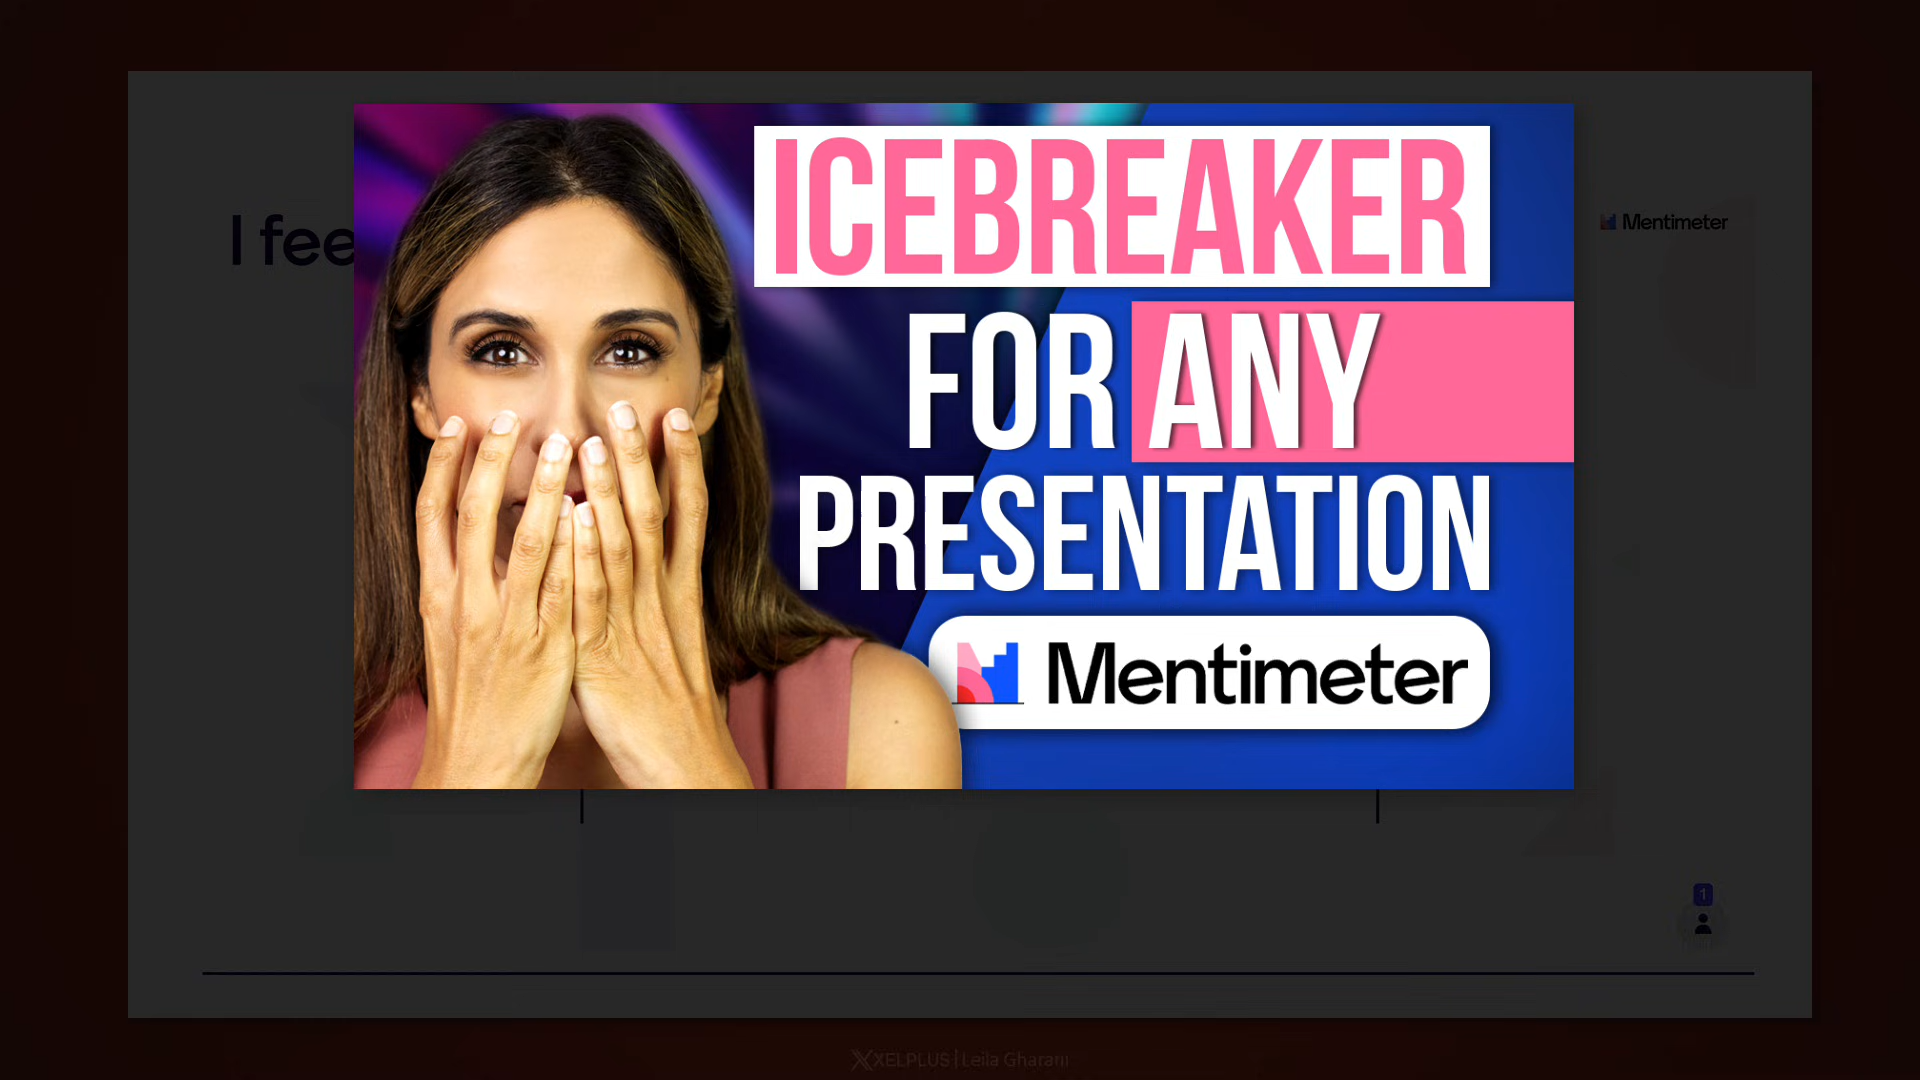 ICEBREAKER
FOR ANY
PRESENTATION
Mentimeter
I fee
Mentimeter
1
XELPLUS | Leila Gharani